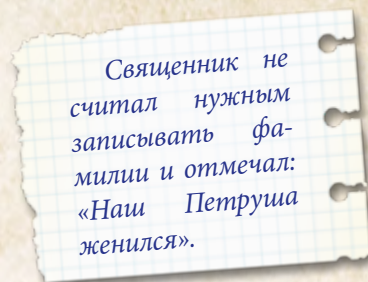 Священник не
считал нужным
записывать фа-
милии и отмечал:
«Наш Петруша
женился».